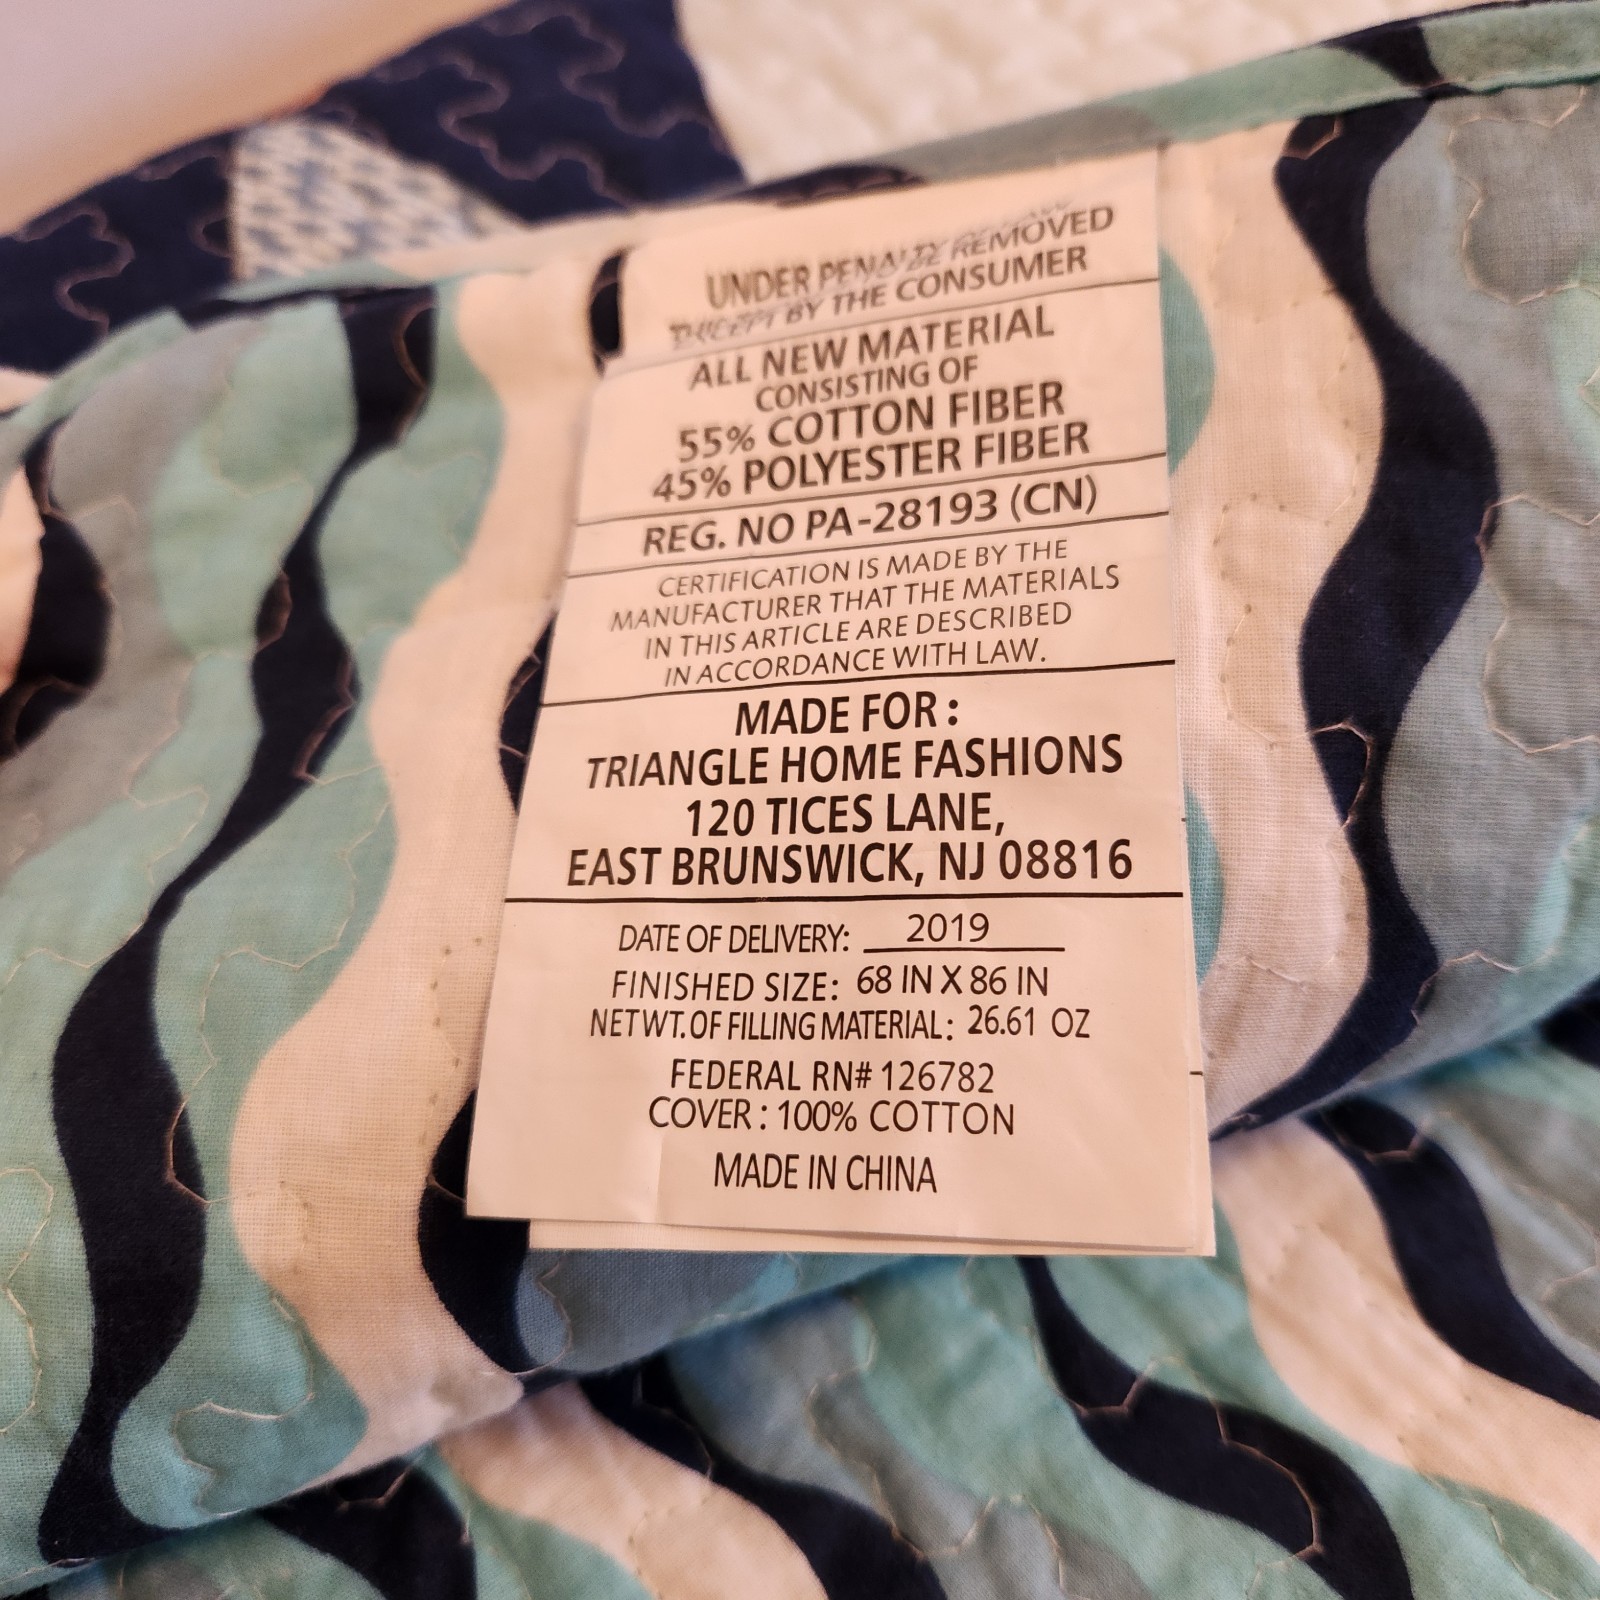 UNDER PENALTY
BE REMOVED
EXCEPT BY THE CONSUMER
ALL NEW MATERIAL
CONSISTING OF
55% COTTON FIBER
45% POLYESTER FIBER
REG. NO PA-28193 (CN)
CERTIFICATION IS MADE BY THE
MANUFACTURER THAT THE MATERIALS
IN THIS ARTICLE ARE DESCRIBED
IN ACCORDANCE WITH LAW.
MADE FOR :
TRIANGLE HOME FASHIONS
120 TICES LANE,
EAST BRUNSWICK, NJ 08816
DATE OF DELIVERY: 2019
FINISHED SIZE: 68 IN X 86 IN
NET WT. OF FILLING MATERIAL: 26.61 OZ
FEDERAL RN# 126782
COVER : 100% COTTON
MADE IN CHINA